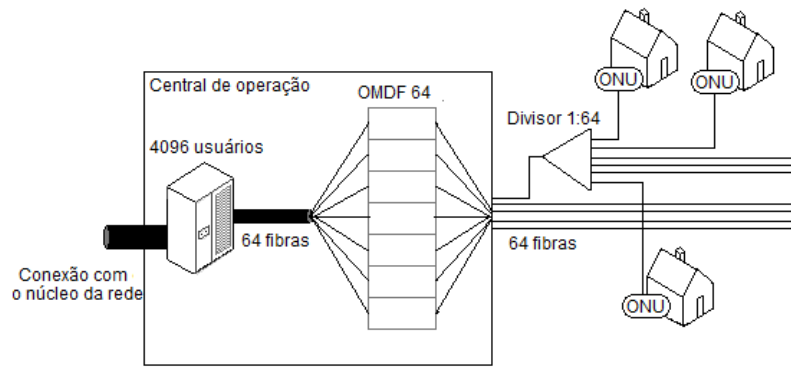 Central de operação
OMDF 64
4096 usuários
64 fibras
Conexão com
o núcleo da rede
64 fibras
Divisor 1:64
ONU
ONU
ONU